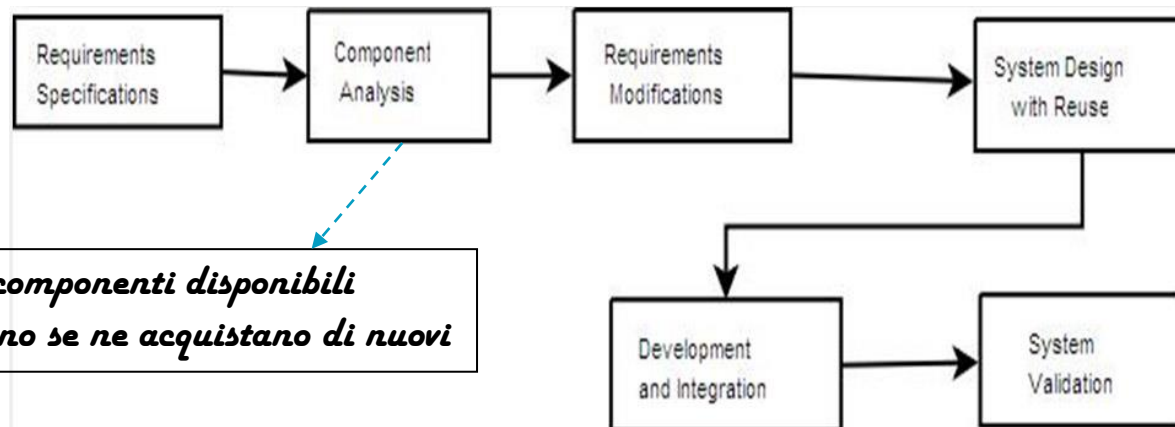 Requirements
Specifications
Component
Analysis
Requirements
Modifications
System Design
with Reuse
componenti disponibili
no se ne acquistano di nuovi
Development
and Integration
System
Validation